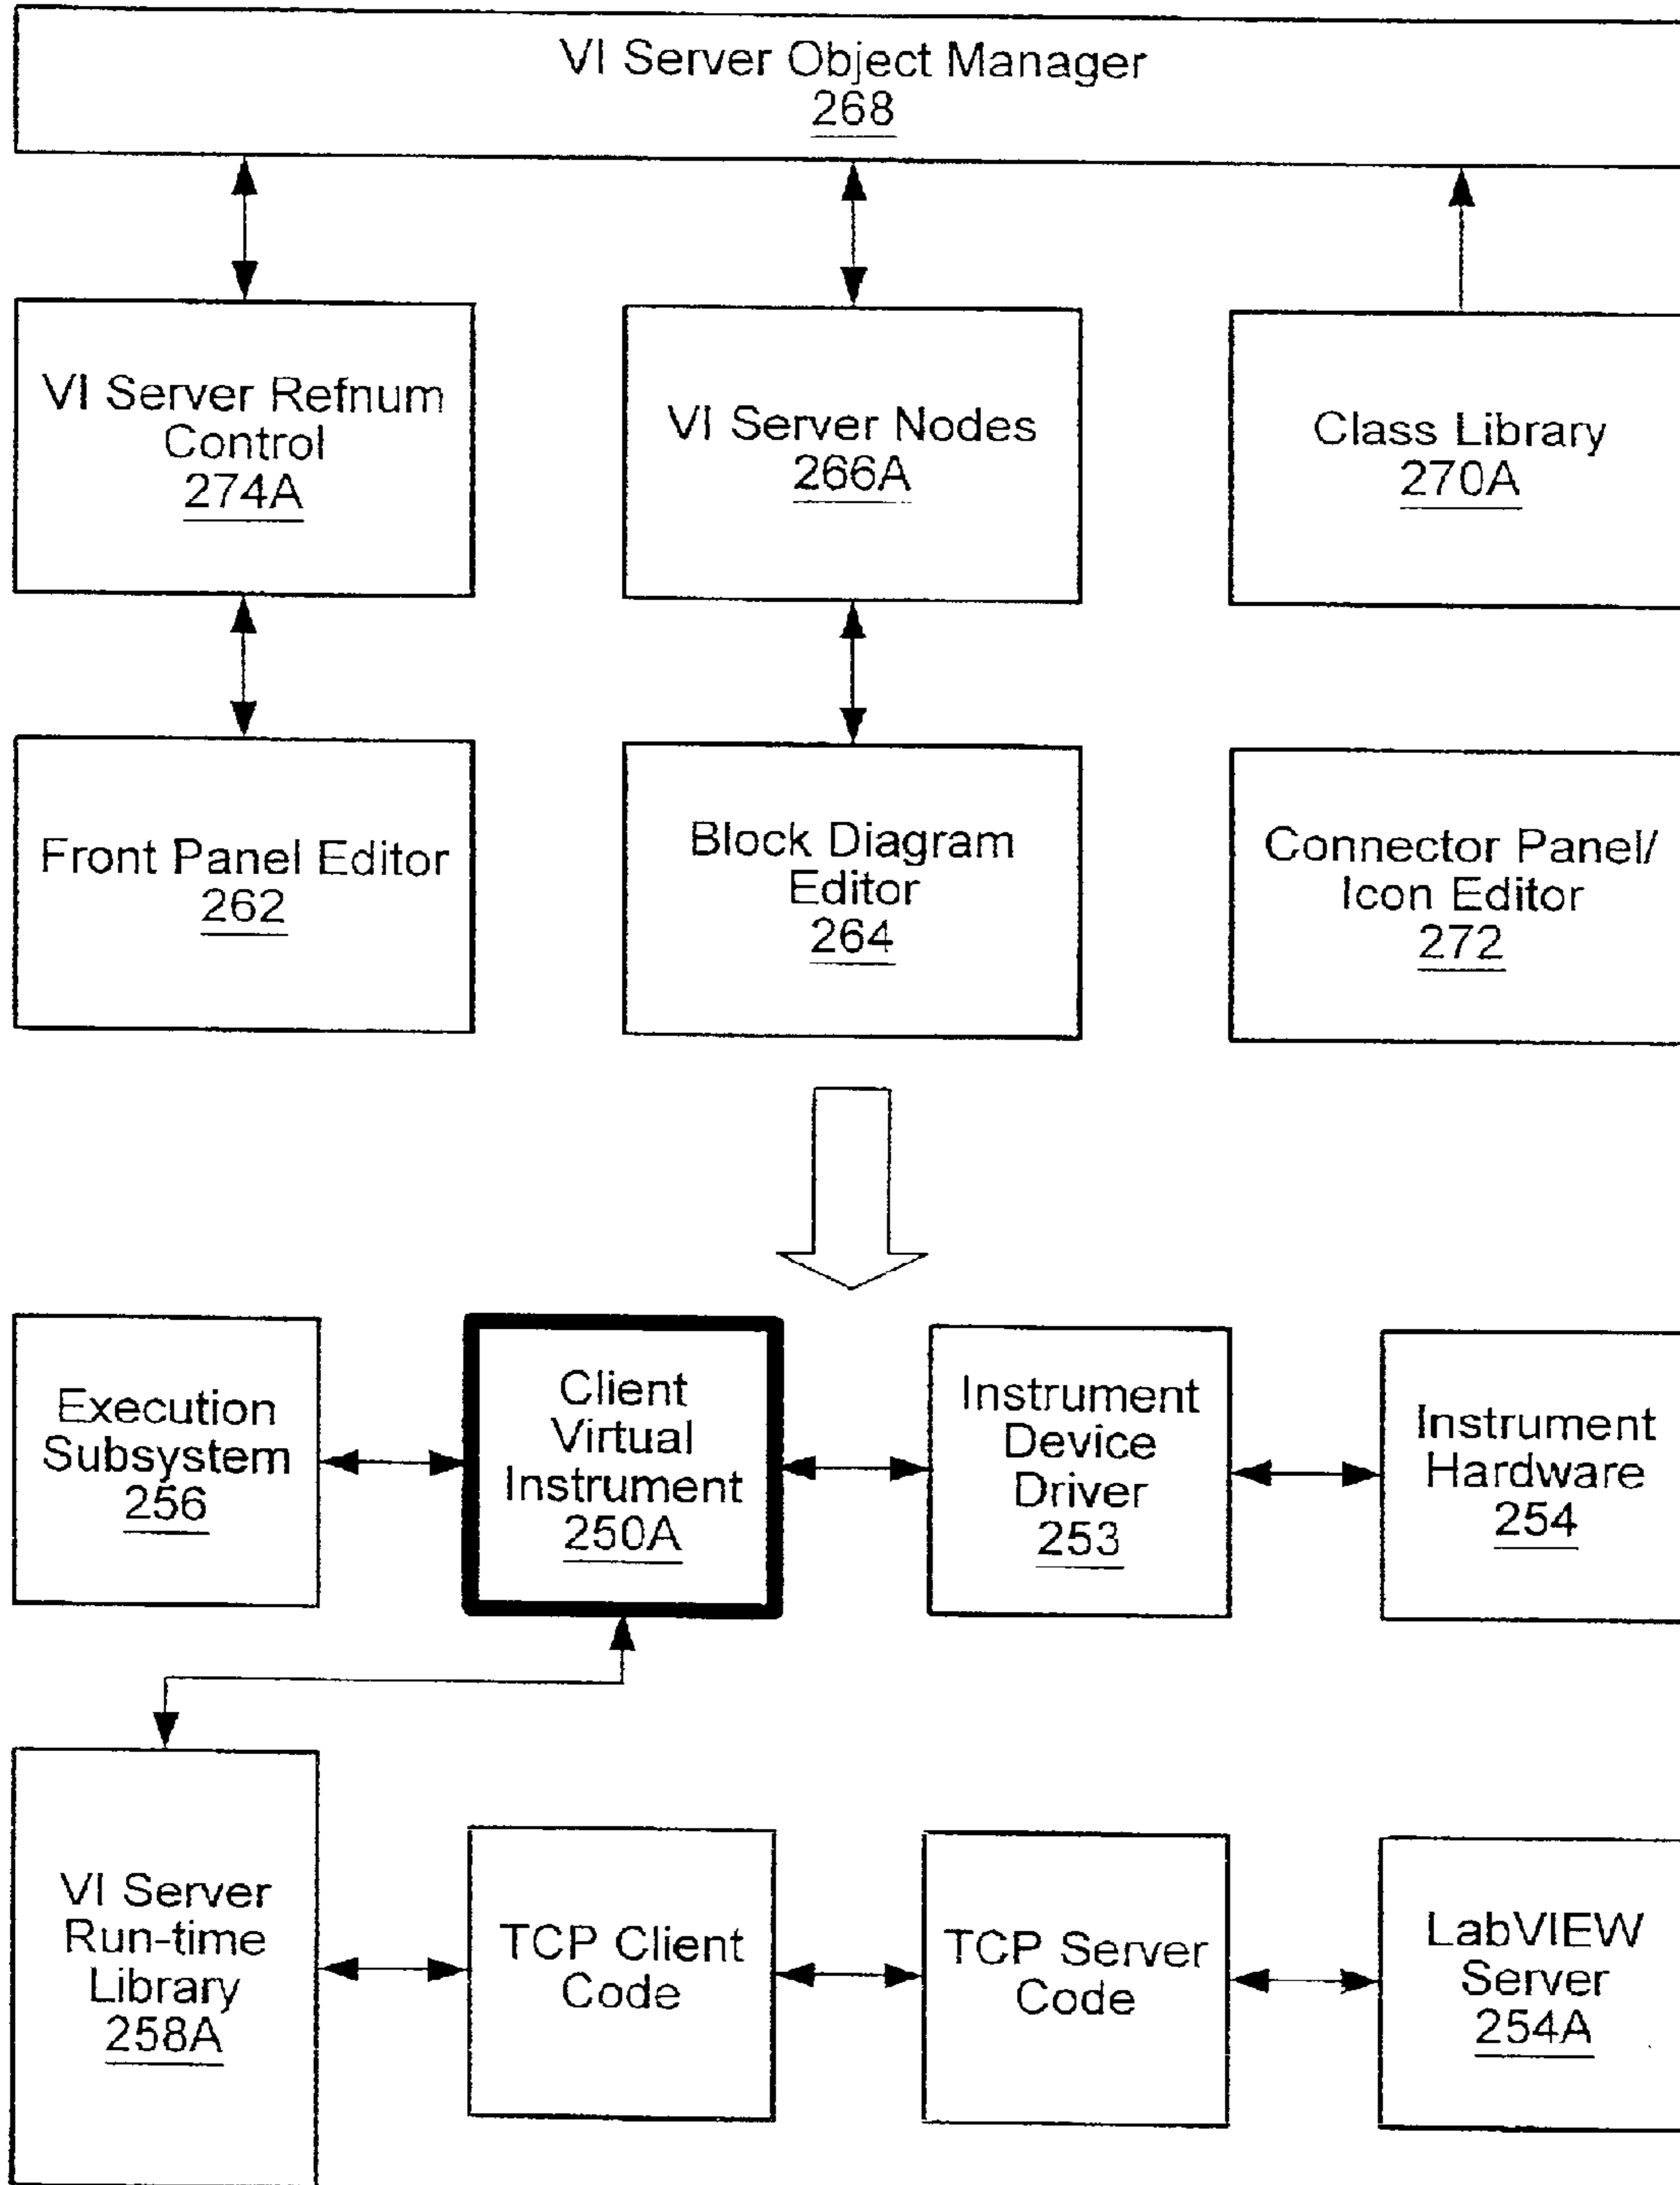 VI Server Object Manager
268
VI Server Refnum
Control
274A
VI Server Nodes
266A
Class Library
270A
Front Panel Editor
262
Block Diagram
Editor
264
Connector Panel/
Icon Editor
272
Execution
Subsystem
256
Client
Virtual
Instrument
250A
Instrument
Device
Driver
253
Instrument
Hardware
254
VI Server
Run-time
Library
258A
TCP Client
Code
TCP Server
Code
LabVIEW
Server
254A